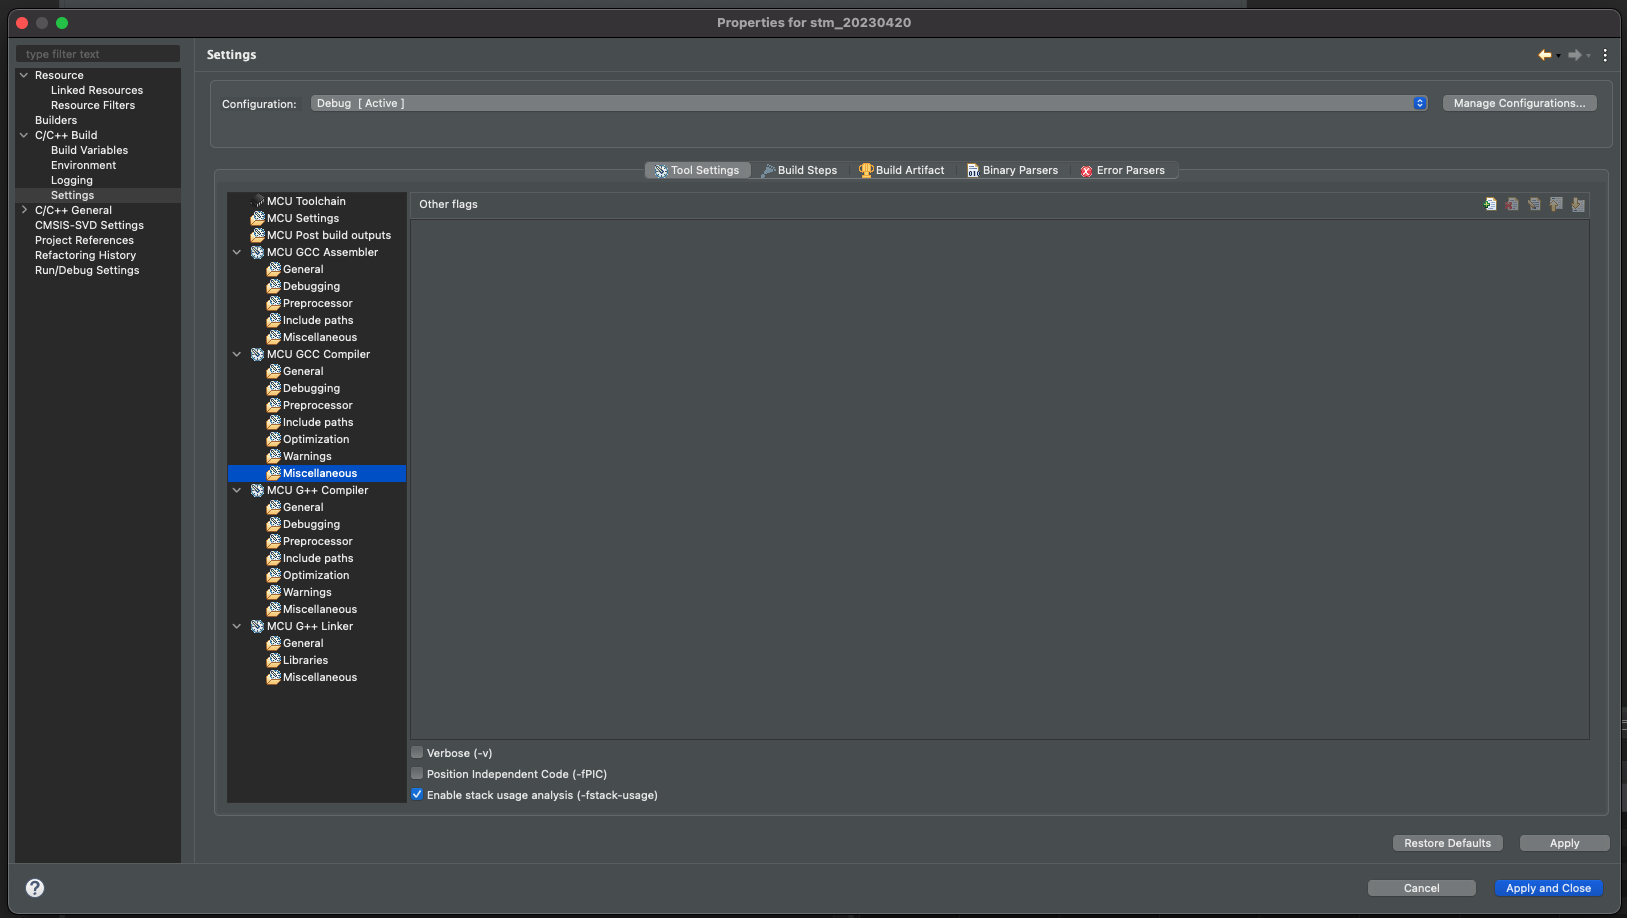 Properties for stm_20230420
type filter text
Resource
Linked Resources
Resource Filters
Builders
C/C++ Build
Build Variables
Environment
Logging
Settings
C/C++ General
CMSIS-SVD Settings
Project References
Refactoring History
Run/Debug Settings
Settings
Configuration:
Debug [ Active ]
Manage Configurations...
Tool Settings
Build Steps
Build Artifact
Binary Parsers
Error Parsers
MCU Toolchain
MCU Settings
MCU Post build outputs
MCU GCC Assembler
General
Debugging
Preprocessor
Include paths
Miscellaneous
MCU GCC Compiler
General
Debugging
Preprocessor
Include paths
Optimization
Warnings
Miscellaneous
MCU G++ Compiler
General
Debugging
Preprocessor
Include paths
Optimization
Warnings
Miscellaneous
MCU G++ Linker
General
Libraries
Miscellaneous
Other flags
Verbose (-v)
Position Independent Code (-fPIC)
Enable stack usage analysis (-fstack-usage)
Restore Defaults
Apply
?
Cancel
Apply and Close